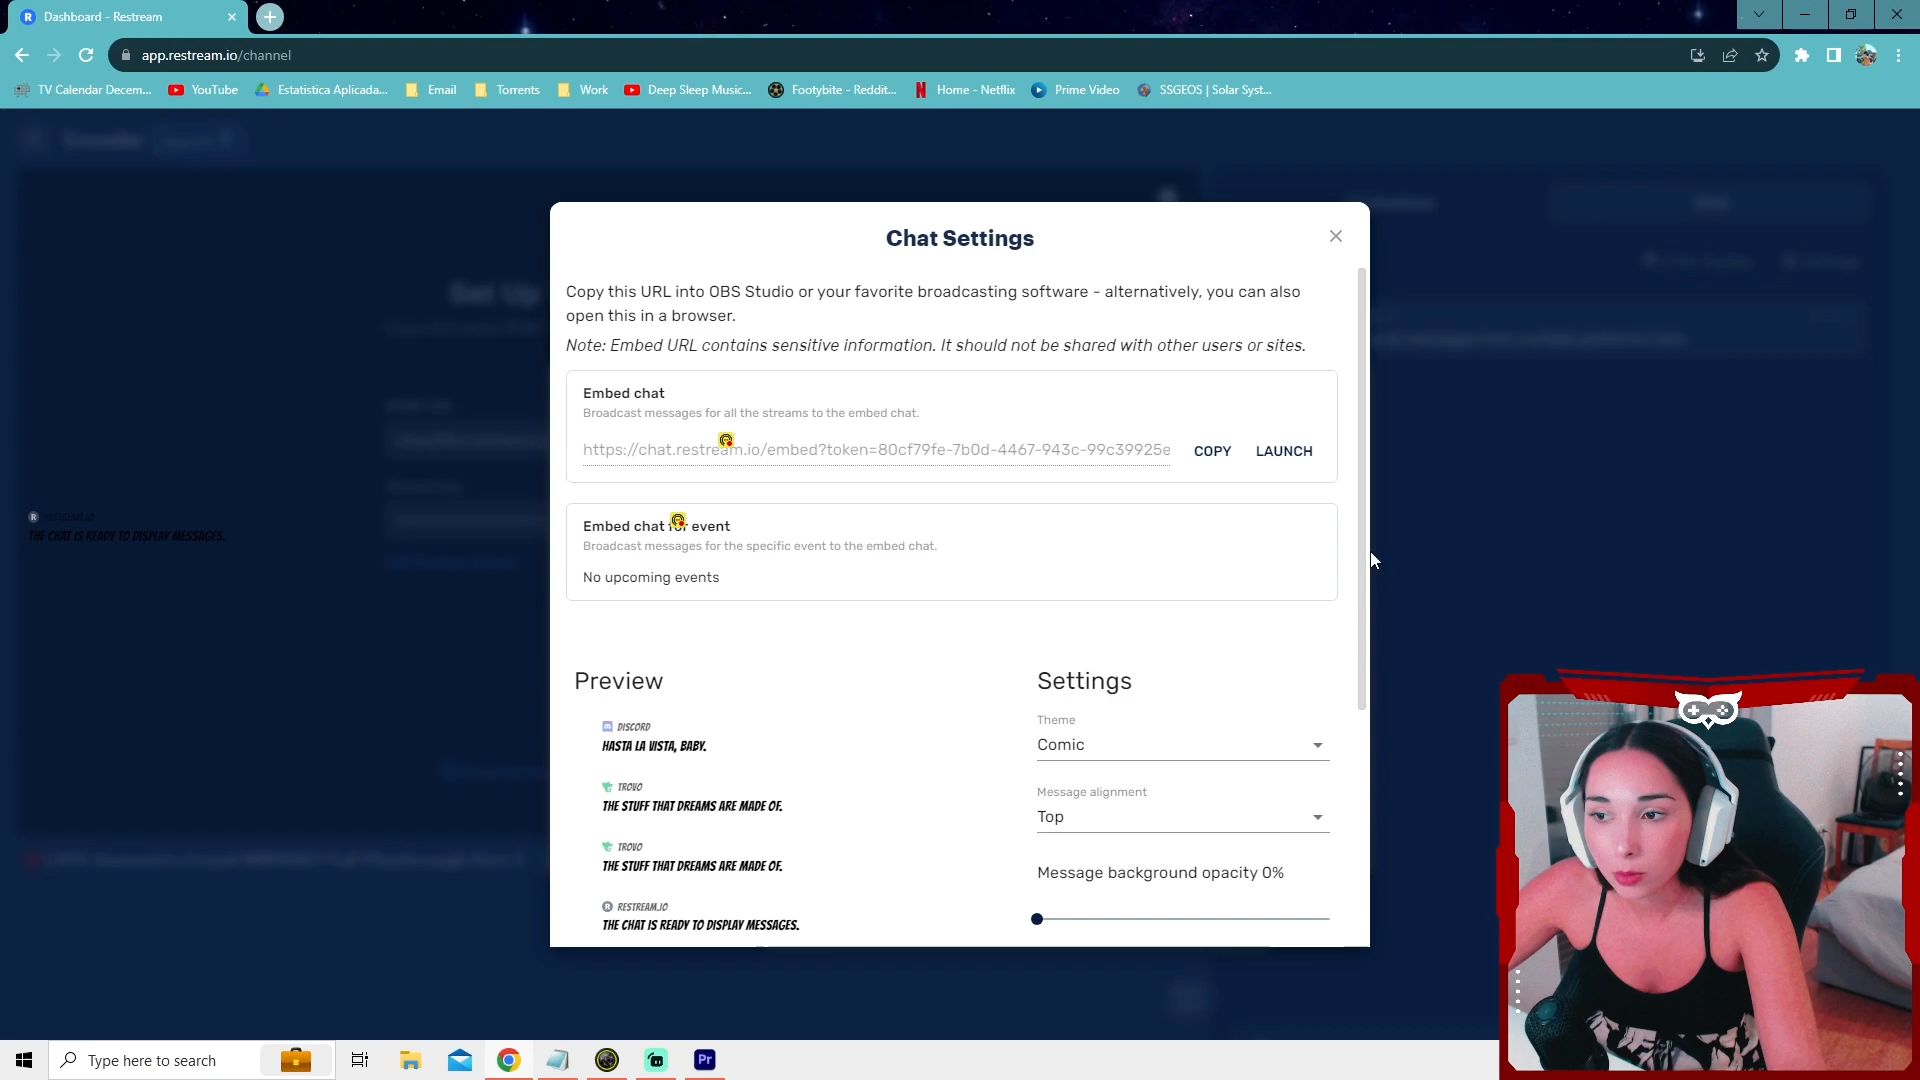 Dashboard - Restream
app.restream.io/channel
TV Calendar Decem...
YouTube
Estatistica Aplicada...
Email
Torrents
Work
Deep Sleep Music...
Footybite - Reddit...
Home - Netflix
Prime Video
SSGEOS | Solar Syst...
Encoder
Set Up
Chat
RESTREAM.IO
THE CHAT IS READY TO DISPLAY MESSAGES.
Chat Settings
Copy this URL into OBS Studio or your favorite broadcasting software - alternatively, you can also
open this in a browser.
Note: Embed URL contains sensitive information. It should not be shared with other users or sites.
Embed chat
Broadcast messages for all the streams to the embed chat.
https://chat.restream.io/embed?token=80cf79fe-7b0d-4467-943c-99c39925e
COPY
LAUNCH
Embed chat for event
Broadcast messages for the specific event to the embed chat.
No upcoming events
Preview
DISCORD
HASTA LA VISTA, BABY.
TROVO
THE STUFF THAT DREAMS ARE MADE OF.
TROVO
THE STUFF THAT DREAMS ARE MADE OF.
RESTREAM.IO
THE CHAT IS READY TO DISPLAY MESSAGES.
Settings
Theme
Comic
Message alignment
Top
Message background opacity 0%
Type here to search
Pr